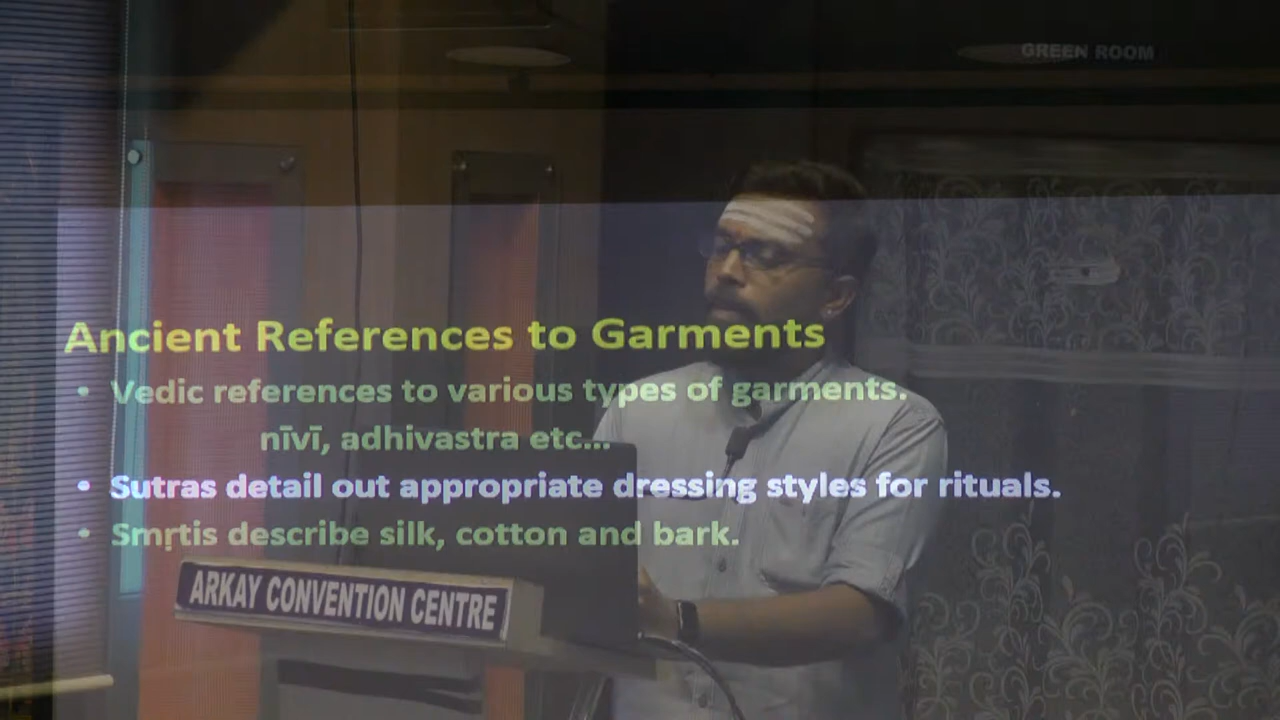 GREEN ROOM
Ancient References to Garments
• Vedic references to various types of garments.
nīvī, adhivastra etc...
• Sutras detail out appropriate dressing styles for rituals.
• Smṛtis describe silk, cotton and bark.
ARKAY CONVENTION CENTRE